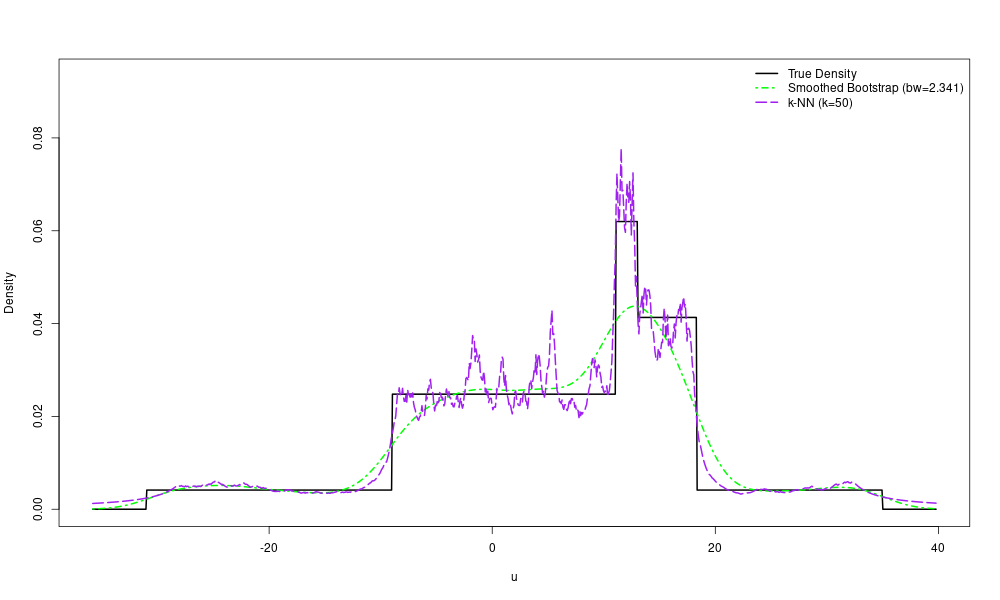 True Density
Smoothed Bootstrap (bw=2.341)
k-NN (k=50)
0.08
0.06
0.04
0.02
0.00
Density
-20 0 20 40
u